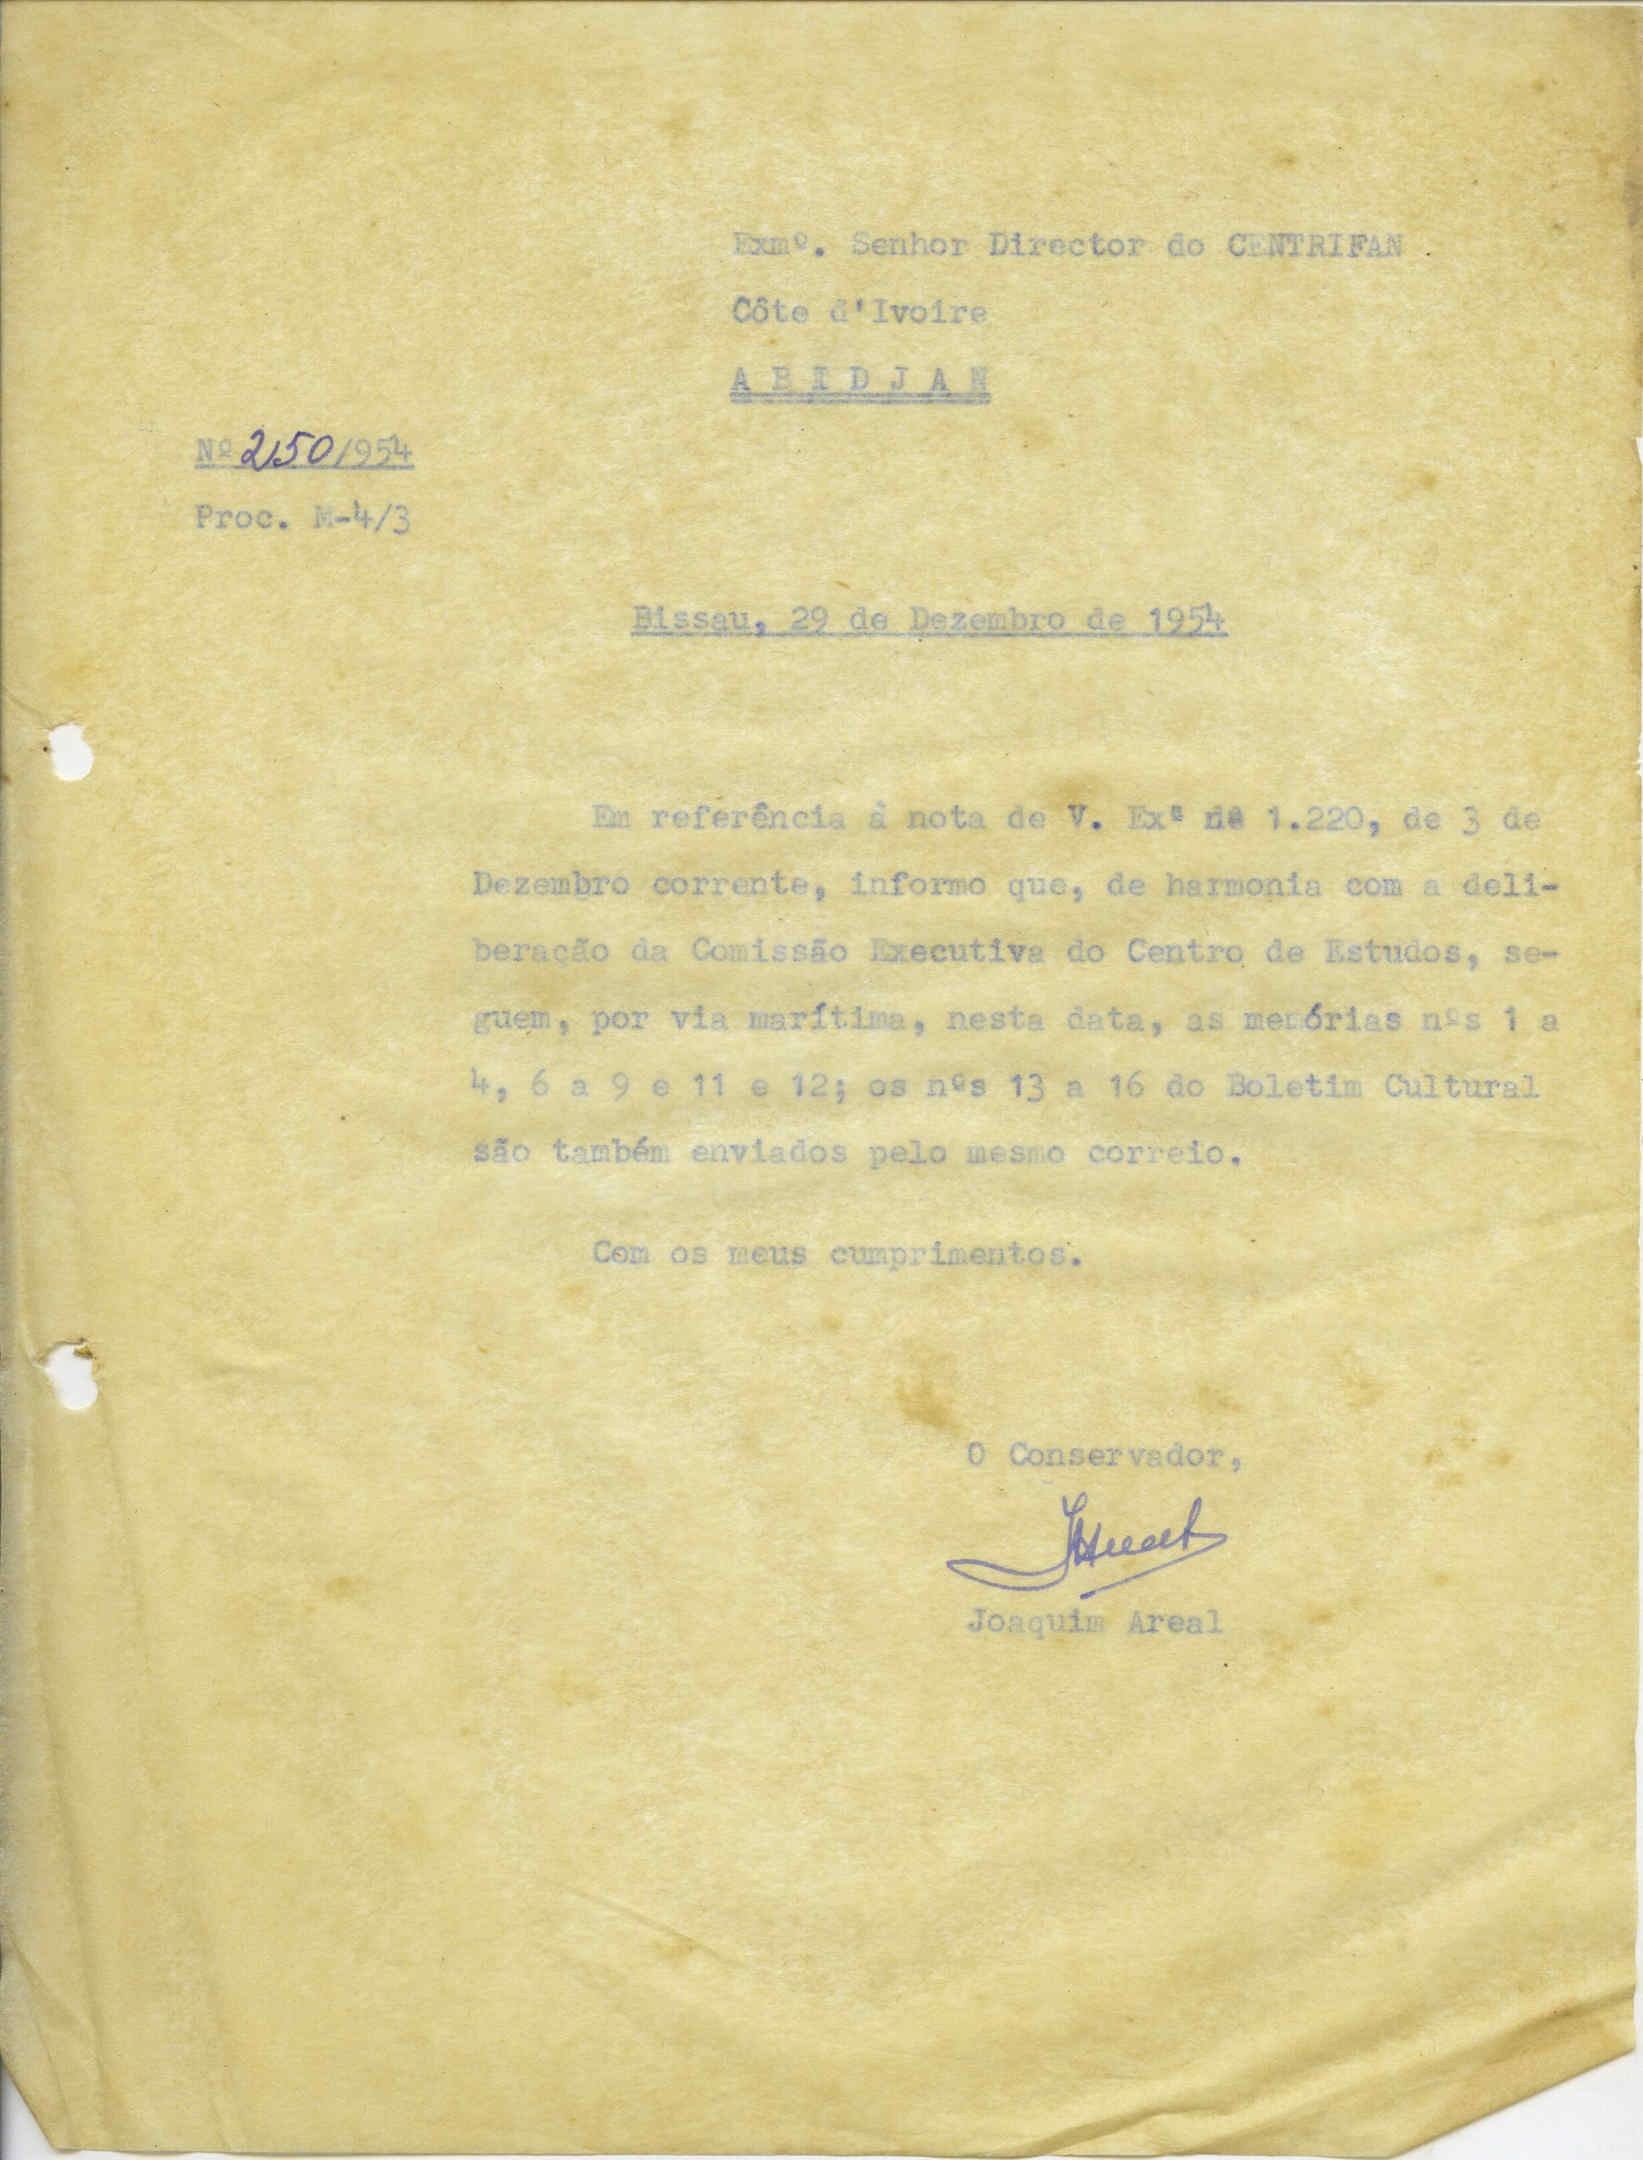 Exmº. Senhor Director do CENTRIFAN
Côte d'Ivoire
A B I D J A N
Nº 250/954
Proc. M-4/3
Bissau, 29 de Dezembro de 1954
Em referência à nota de V. Exª nº 1.220, de 3 de
Dezembro corrente, informo que, de harmonia com a deli-
beração da Comissão Executiva do Centro de Estudos, se-
guem, por via marítima, nesta data, as memórias nºs 1 a
4, 6 a 9 e 11 e 12; os nºs 13 a 16 do Boletim Cultural
são também enviados pelo mesmo correio.
Com os meus cumprimentos.
O Conservador,
Joaquim Areal